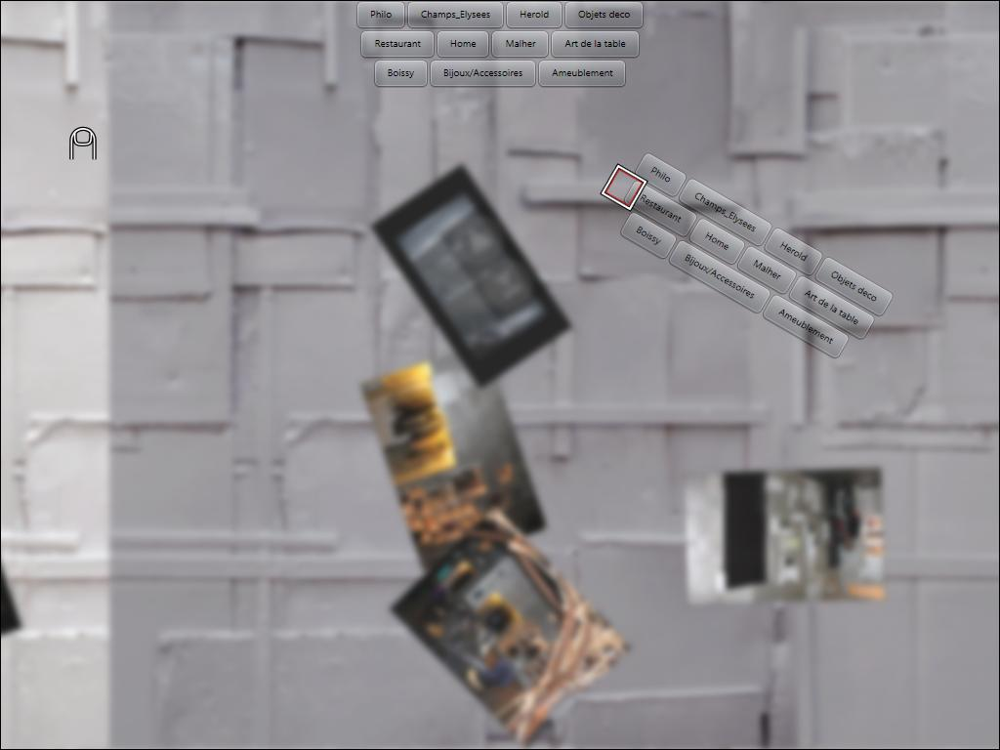 Philo Champs_Elysees Herold Objets deco
Restaurant Home Malher Art de la table
Boissy Bijoux/Accessoires Ameublement
Philo Champs_Elysees Herold Objets deco
Restaurant Home Malher Art de la table
Boissy Bijoux/Accessoires Ameublement